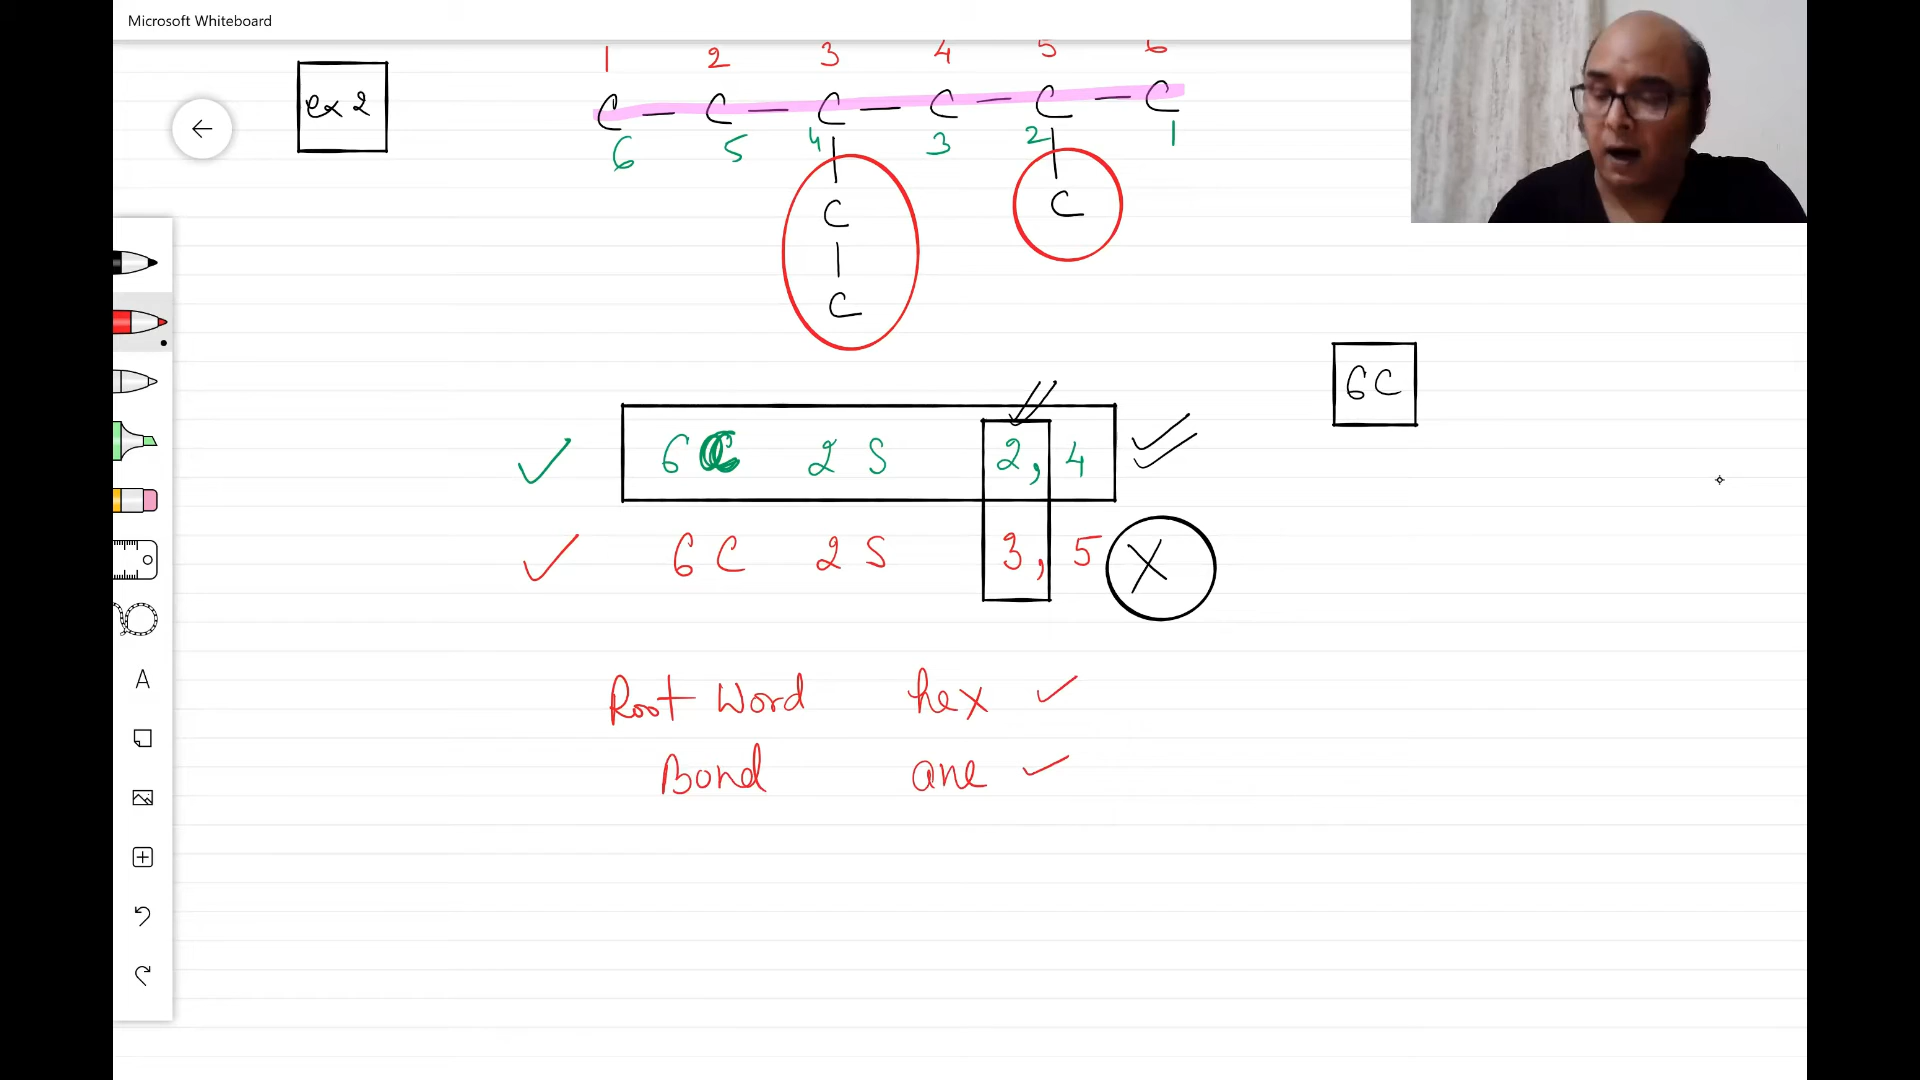 Microsoft Whiteboard
ex 2
1 2 3 4 5 6
C - C - C - C - C - C
6 5 4 3 2 1
C C
C
6C
6C 2S 2, 4
6C 2S 3, 5 X
Root Word hex
Bond ane
A